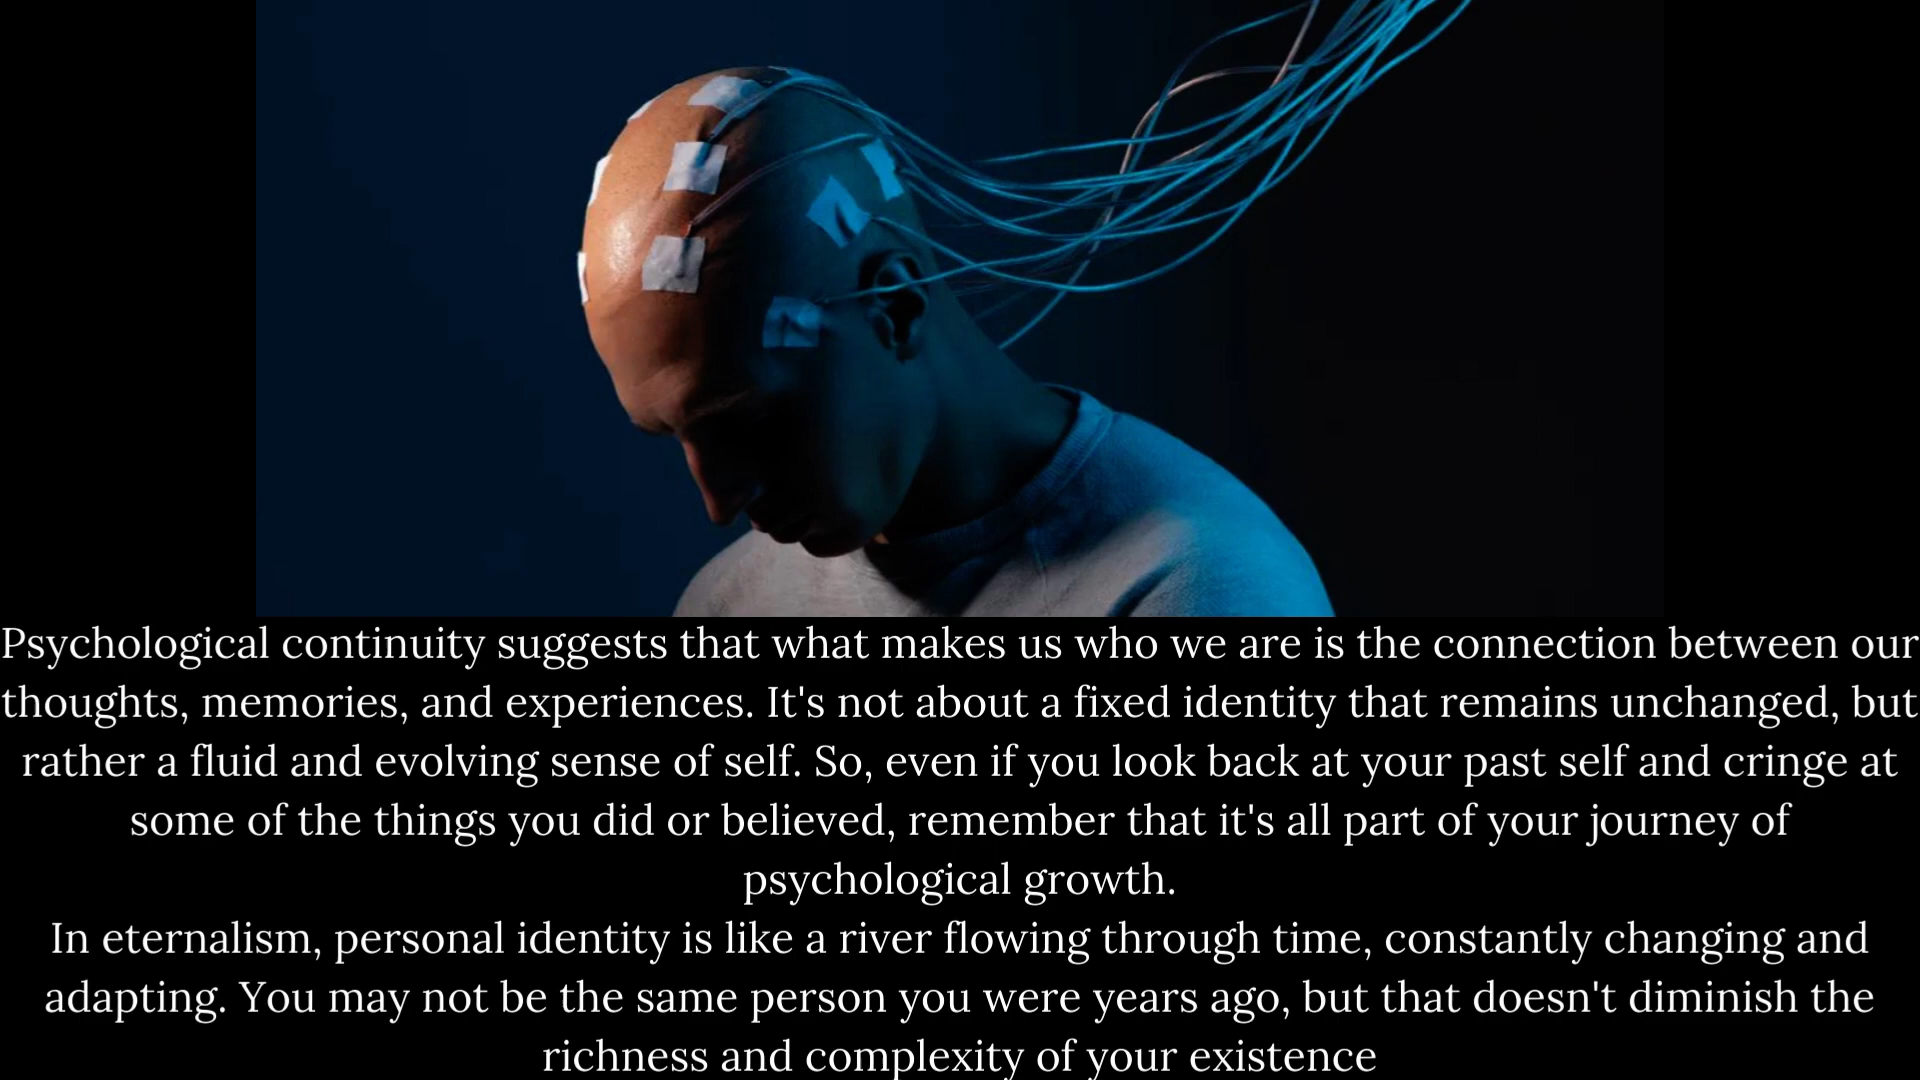 Psychological continuity suggests that what makes us who we are is the connection between our
thoughts, memories, and experiences. It's not about a fixed identity that remains unchanged, but
rather a fluid and evolving sense of self. So, even if you look back at your past self and cringe at
some of the things you did or believed, remember that it's all part of your journey of
psychological growth.
In eternalism, personal identity is like a river flowing through time, constantly changing and
adapting. You may not be the same person you were years ago, but that doesn't diminish the
richness and complexity of your existence